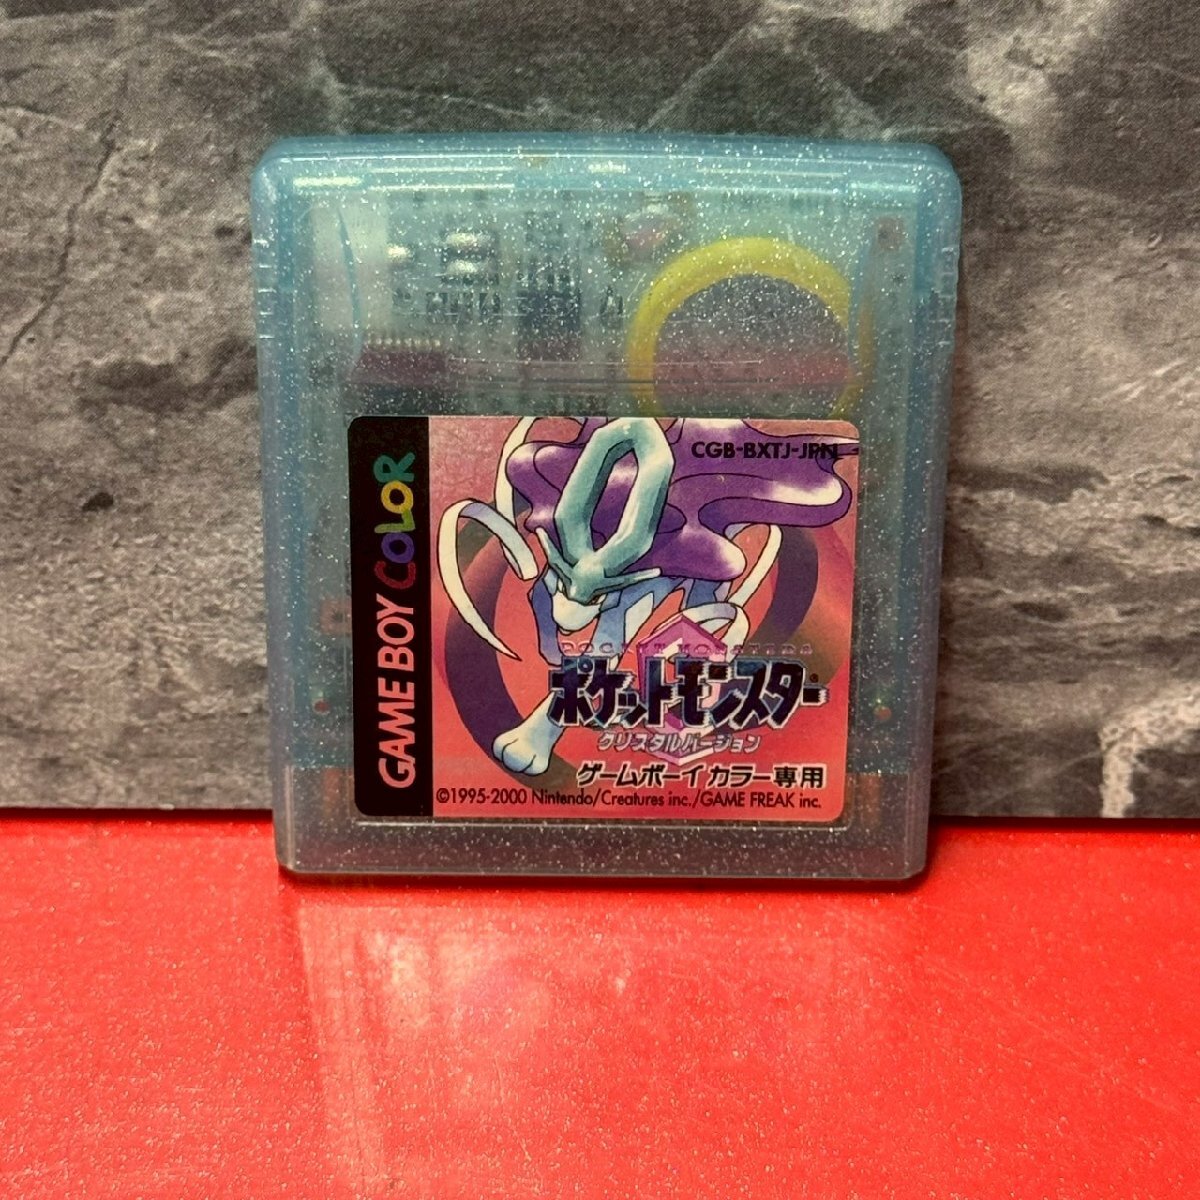 GAME BOY COLOR
CGB-BXTJ-JPN
POCKET MONSTERS
ポケットモンスター
クリスタルバージョン
ゲームボーイカラー専用
©1995-2000 Nintendo/Creatures inc./GAME FREAK inc.